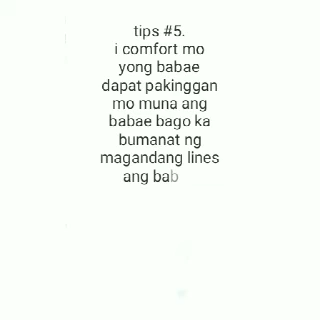 tips #5.
i comfort mo
yong babae
dapat pakinggan
mo muna ang
babae bago ka
bumanat ng
magandang lines
ang bab